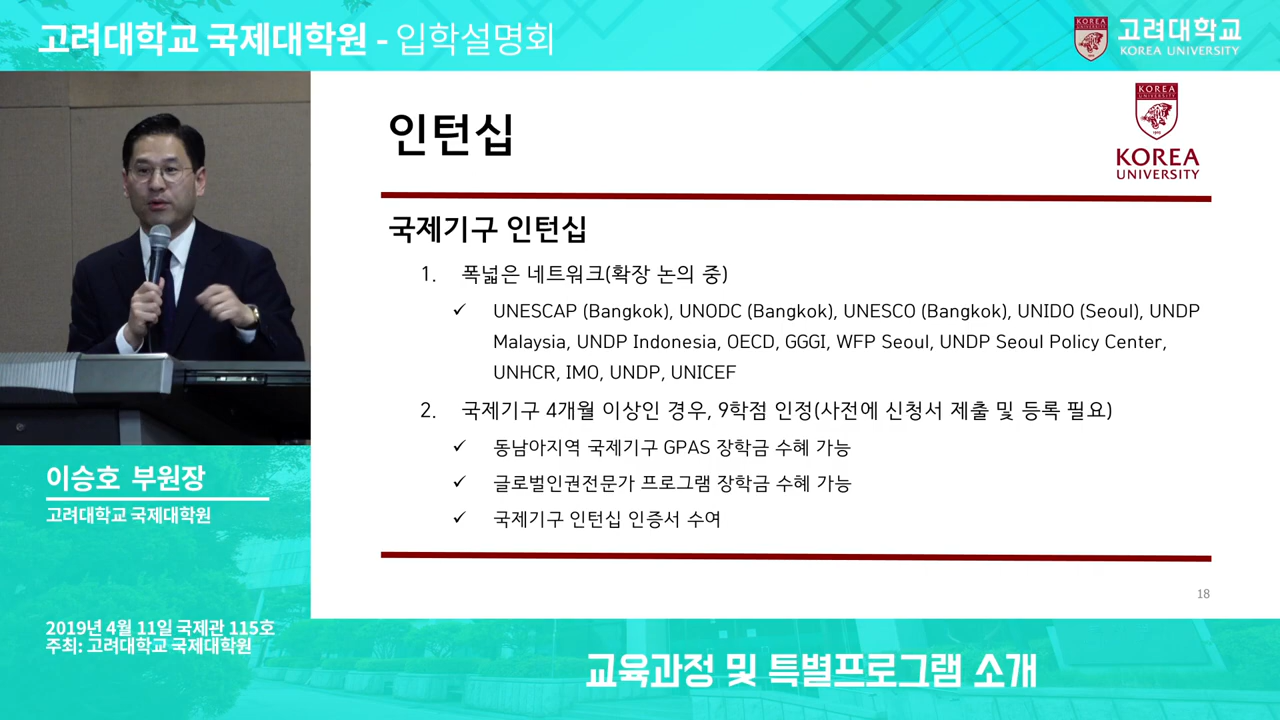 고려대학교 국제대학원 - 입학설명회
KOREA
UNIVERSITY
고려대학교
KOREA UNIVERSITY
인턴십
KOREA
UNIVERSITY
KOREA
UNIVERSITY
국제기구 인턴십
1. 폭넓은 네트워크(확장 논의 중)
✓ UNESCAP (Bangkok), UNODC (Bangkok), UNESCO (Bangkok), UNIDO (Seoul), UNDP
Malaysia, UNDP Indonesia, OECD, GGGI, WFP Seoul, UNDP Seoul Policy Center,
UNHCR, IMO, UNDP, UNICEF
2. 국제기구 4개월 이상인 경우, 9학점 인정(사전에 신청서 제출 및 등록 필요)
✓ 동남아지역 국제기구 GPAS 장학금 수혜 가능
✓ 글로벌인권전문가 프로그램 장학금 수혜 가능
✓ 국제기구 인턴십 인증서 수여
18
이승호 부원장
고려대학교 국제대학원
2019년 4월 11일 국제관 115호
주최: 고려대학교 국제대학원
교육과정 및 특별프로그램 소개